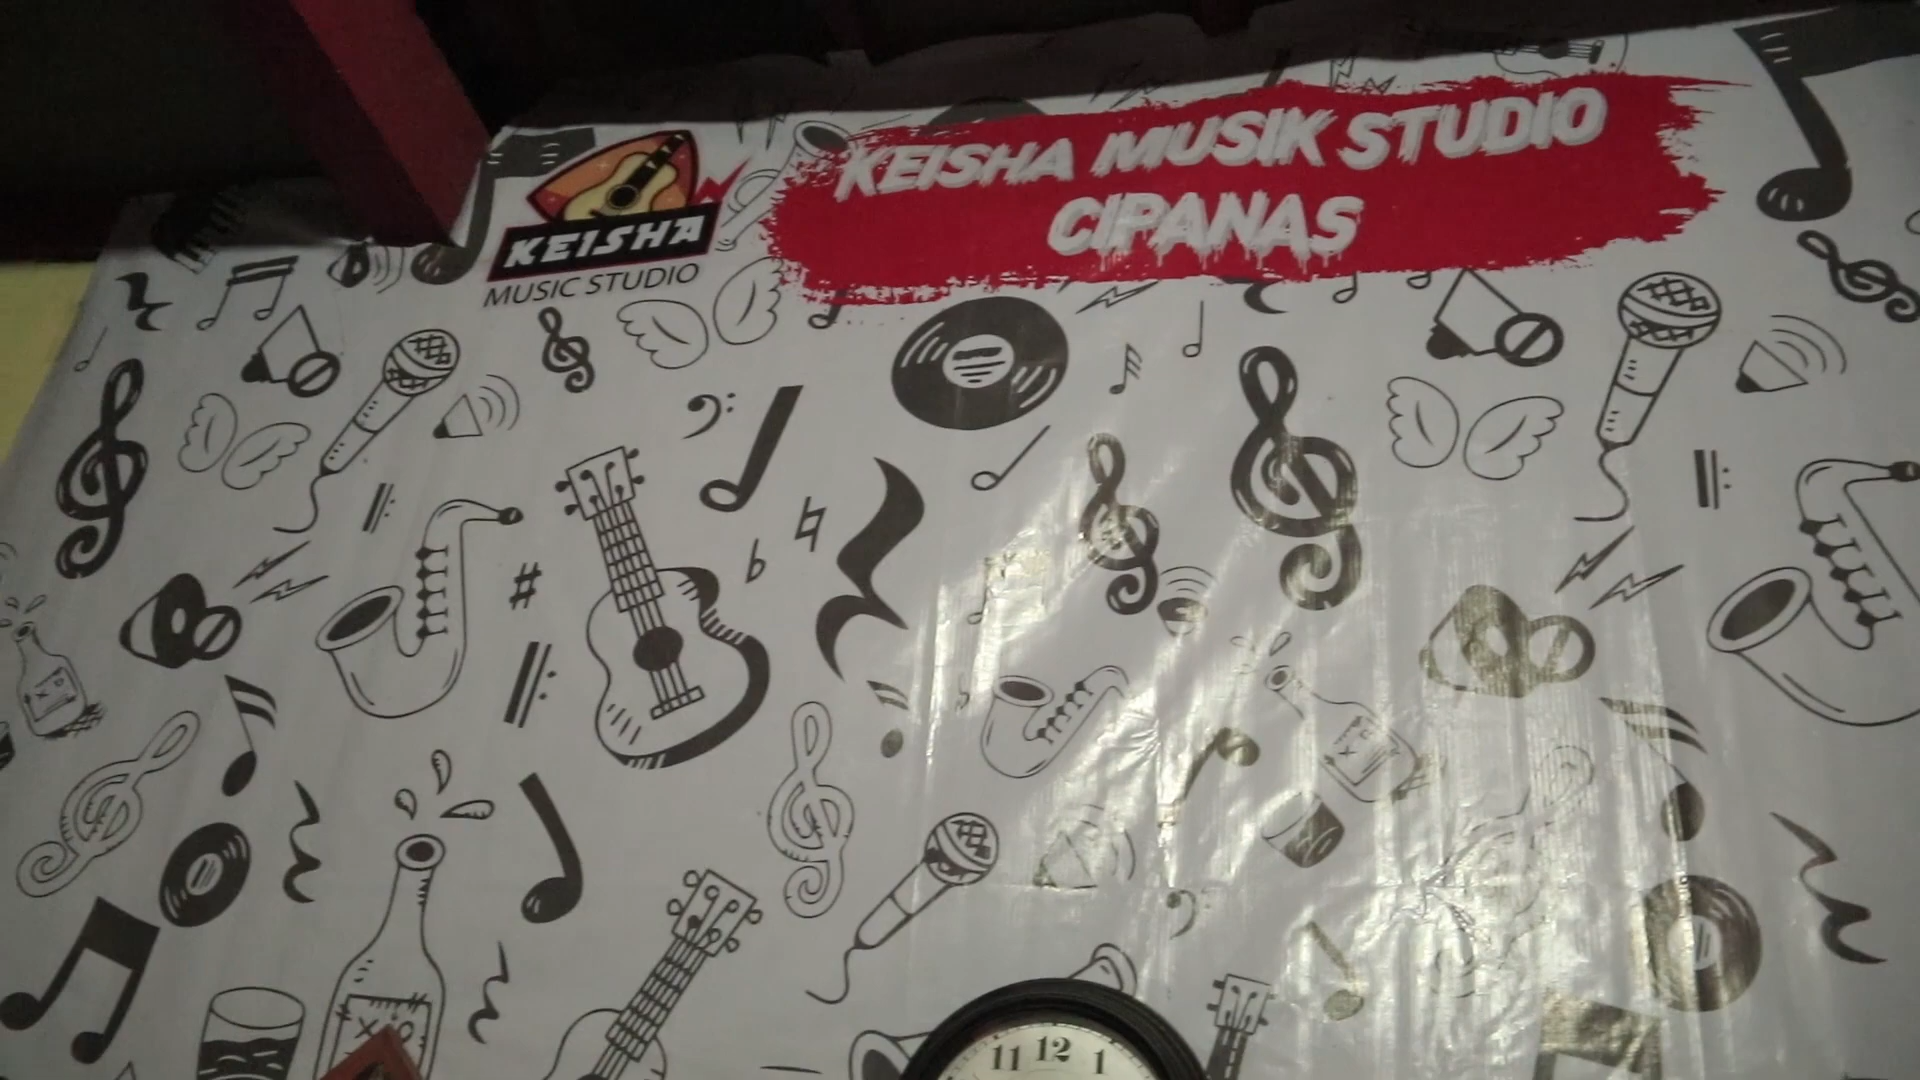 KEISHA MUSIK STUDIO
CIPANAS
KEISHA
MUSIC STUDIO
11 12 1